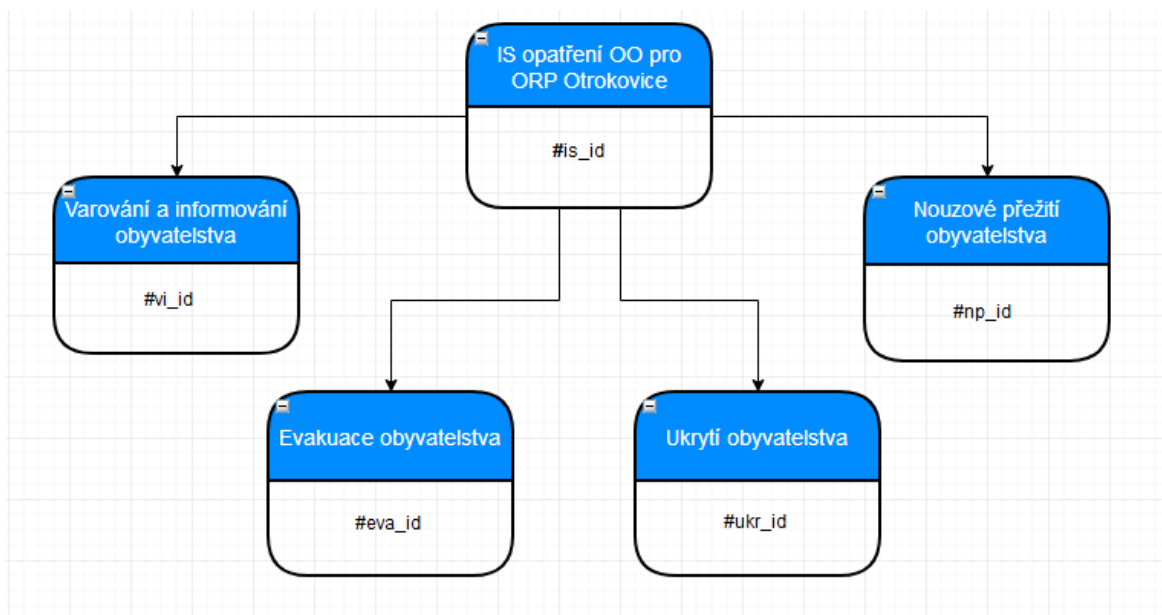 IS opatření OO pro
ORP Otrokovice
#is_id
Varování a informování
obyvatelstva
#vi_id
Nouzové přežití
obyvatelstva
#np_id
Evakuace obyvatelstva
#eva_id
Ukrytí obyvatelstva
#ukr_id